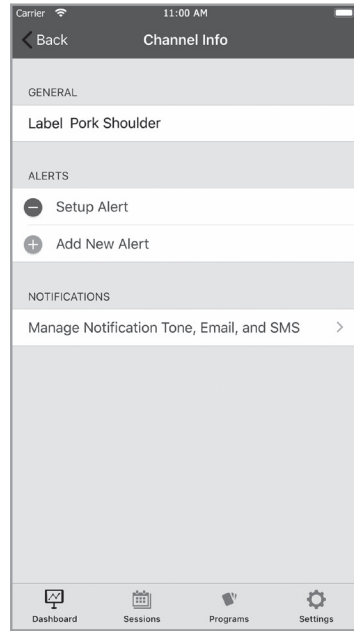 Carrier 11:00 AM
Back Channel Info
GENERAL
Label Pork Shoulder
ALERTS
Setup Alert
Add New Alert
NOTIFICATIONS
Manage Notification Tone, Email, and SMS
Dashboard Sessions Programs Settings